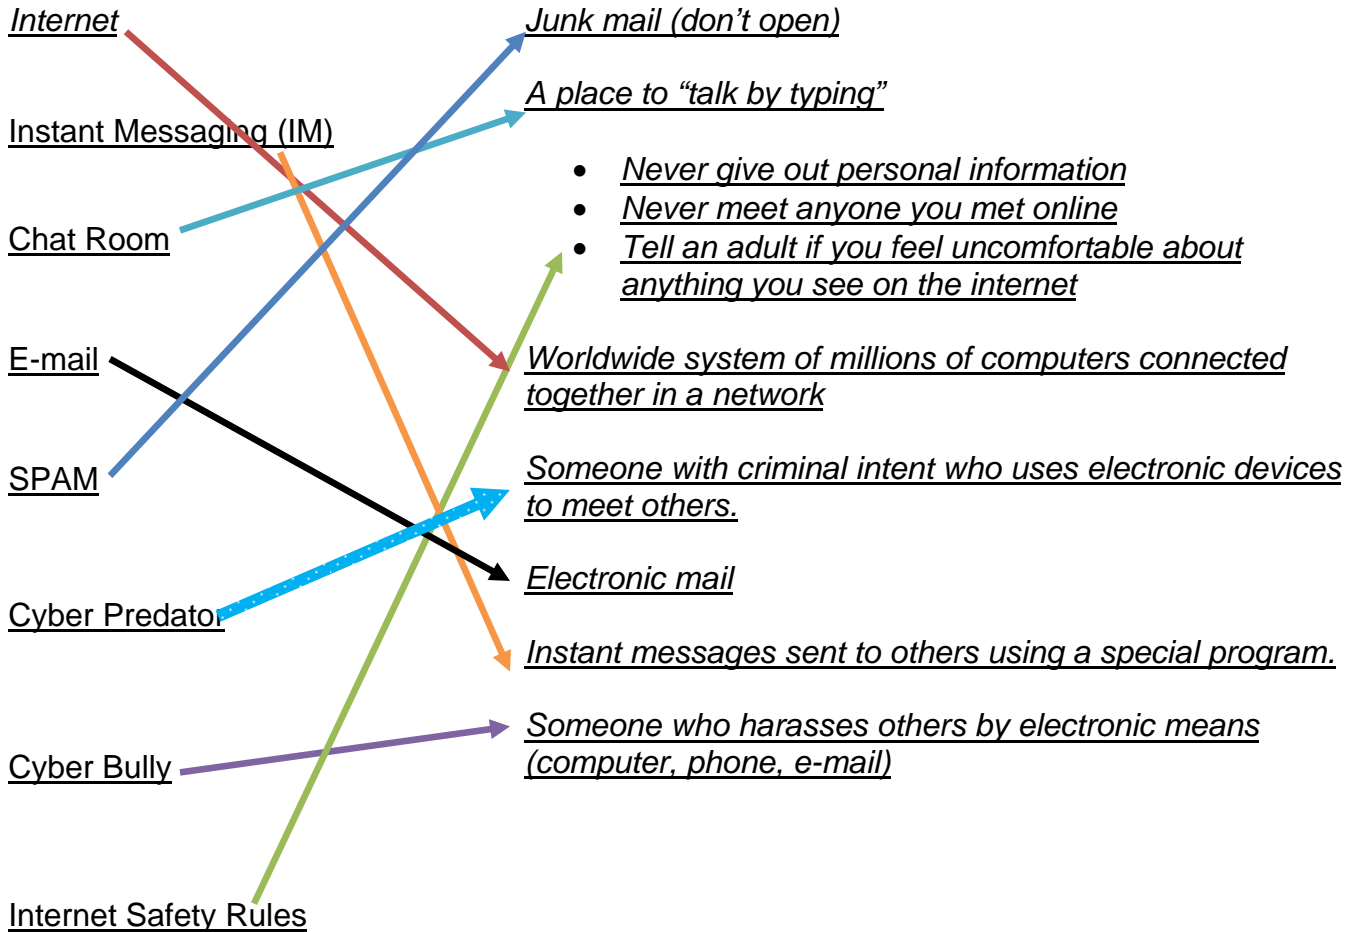 Internet
Junk mail (don’t open)
A place to “talk by typing”
Instant Messaging (IM)
• Never give out personal information
• Never meet anyone you met online
Chat Room
• Tell an adult if you feel uncomfortable about
anything you see on the internet
E-mail
Worldwide system of millions of computers connected
together in a network
SPAM
Someone with criminal intent who uses electronic devices
to meet others.
Electronic mail
Cyber Predator
Instant messages sent to others using a special program.
Someone who harasses others by electronic means
Cyber Bully
(computer, phone, e-mail)
Internet Safety Rules